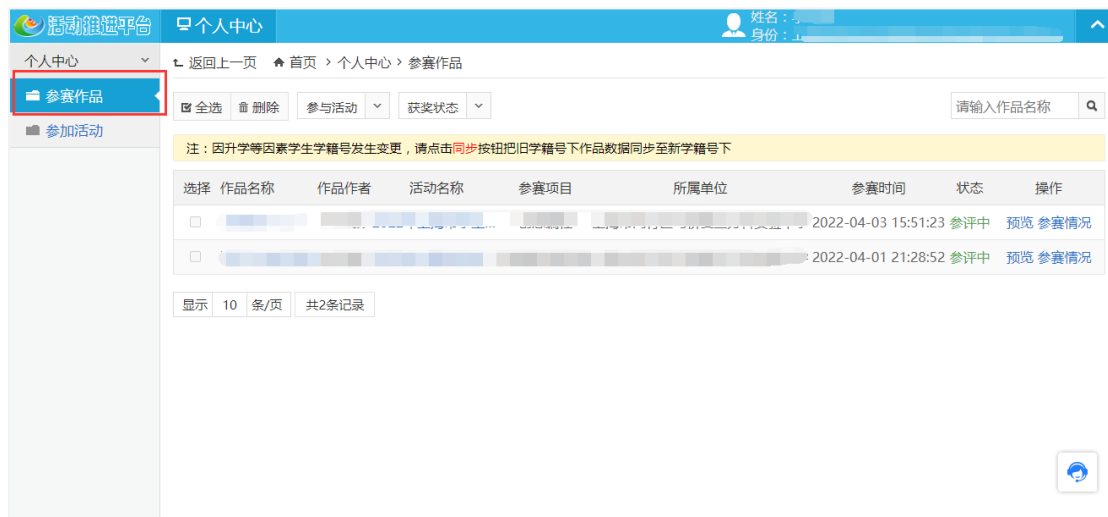 活动推进平台
个人中心
姓名：
身份：
个人中心
返回上一页 首页 > 个人中心 > 参赛作品
参赛作品
参加活动
全选 删除 参与活动 获奖状态 请输入作品名称
注：因升学等因素学生学籍号发生变更，请点击同步按钮把旧学籍号下作品数据同步至新学籍号下
选择 作品名称 作品作者 活动名称 参赛项目 所属单位 参赛时间 状态 操作
2022-04-03 15:51:23 参评中 预览 参赛情况
2022-04-01 21:28:52 参评中 预览 参赛情况
显示 10 条/页 共2条记录